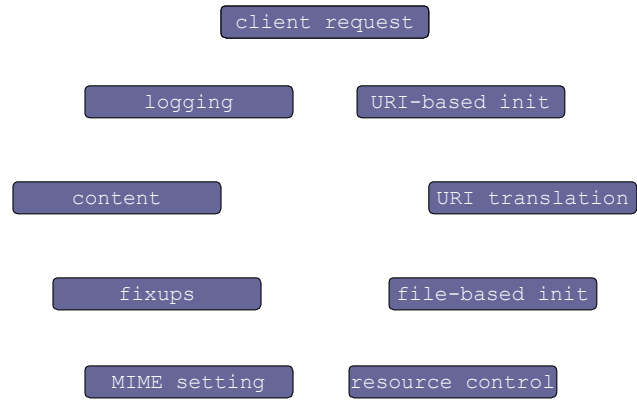 client request
logging
URI-based init
content
URI translation
fixups
file-based init
MIME setting
resource control